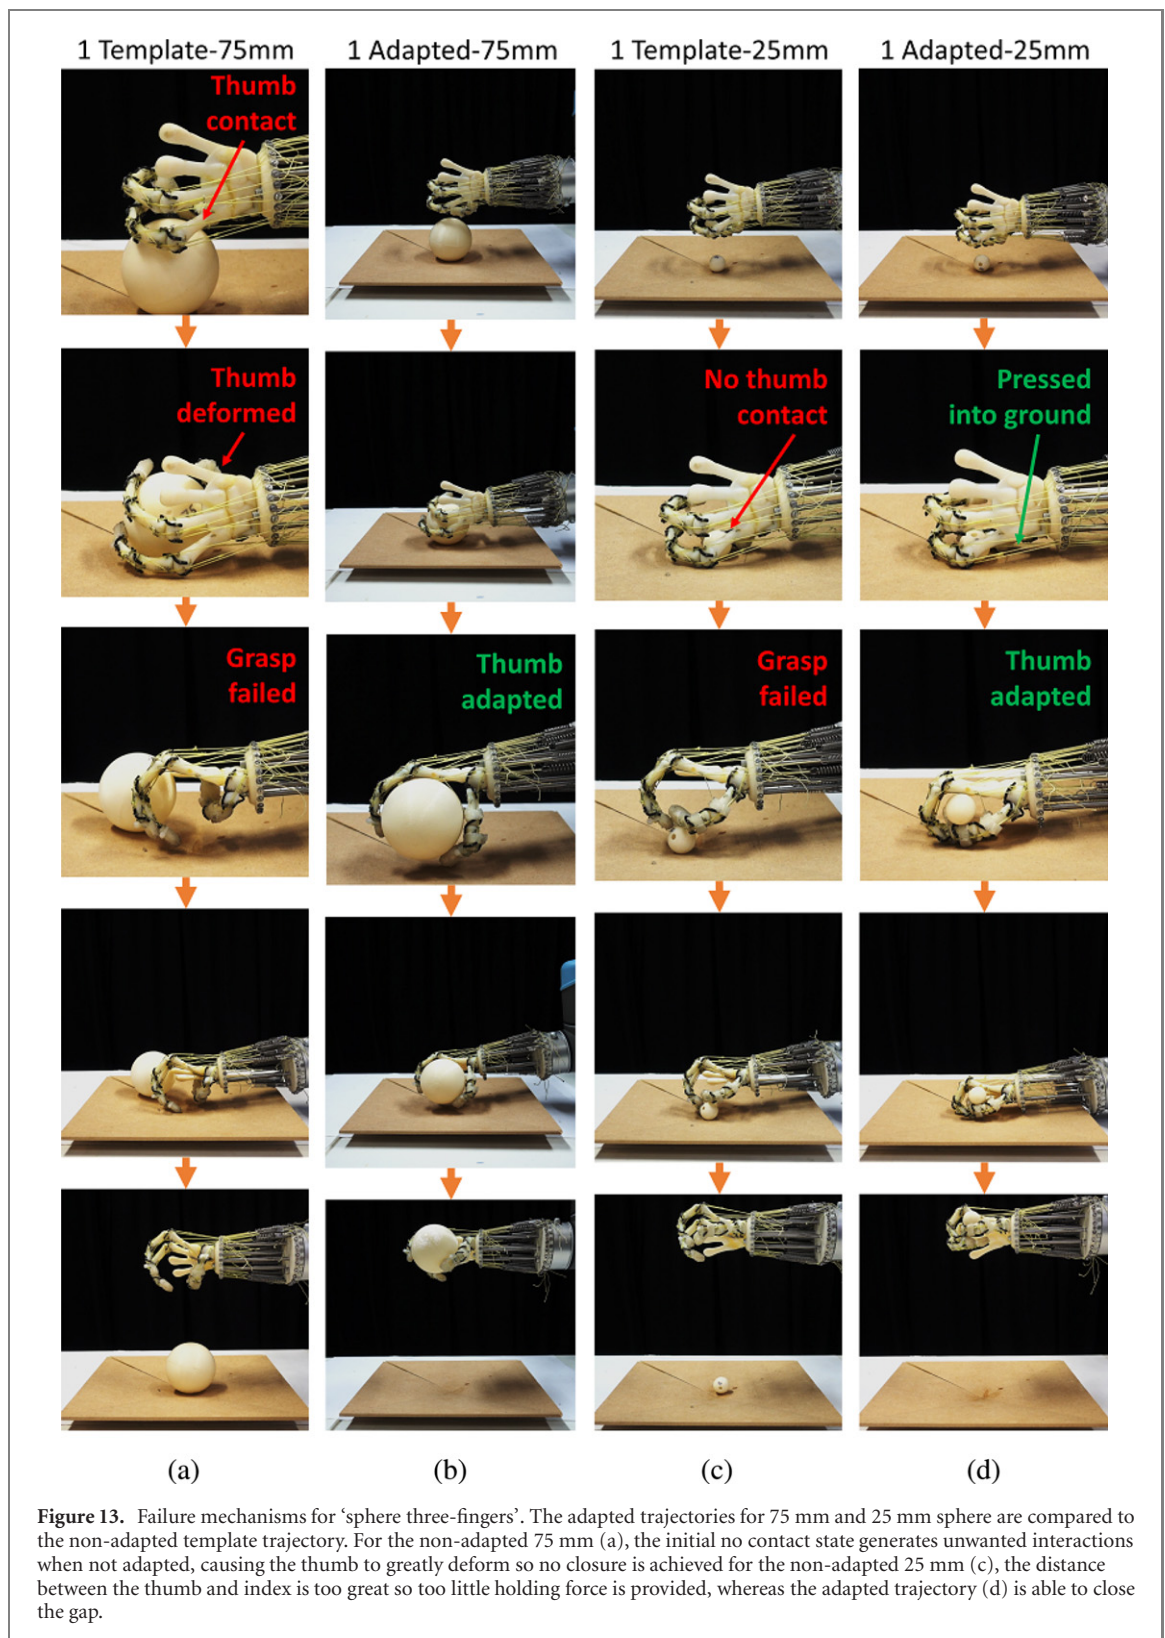 1 Template-75mm
1 Adapted-75mm
1 Template-25mm
1 Adapted-25mm
Thumb
contact
Thumb
deformed
No thumb
contact
Pressed
into ground
Grasp
failed
Thumb
adapted
Grasp
failed
Thumb
adapted
(a)
(b)
(c)
(d)
Figure 13. Failure mechanisms for ‘sphere three-fingers’. The adapted trajectories for 75 mm and 25 mm sphere are compared to
the non-adapted template trajectory. For the non-adapted 75 mm (a), the initial no contact state generates unwanted interactions
when not adapted, causing the thumb to greatly deform so no closure is achieved for the non-adapted 25 mm (c), the distance
between the thumb and index is too great so too little holding force is provided, whereas the adapted trajectory (d) is able to close
the gap.